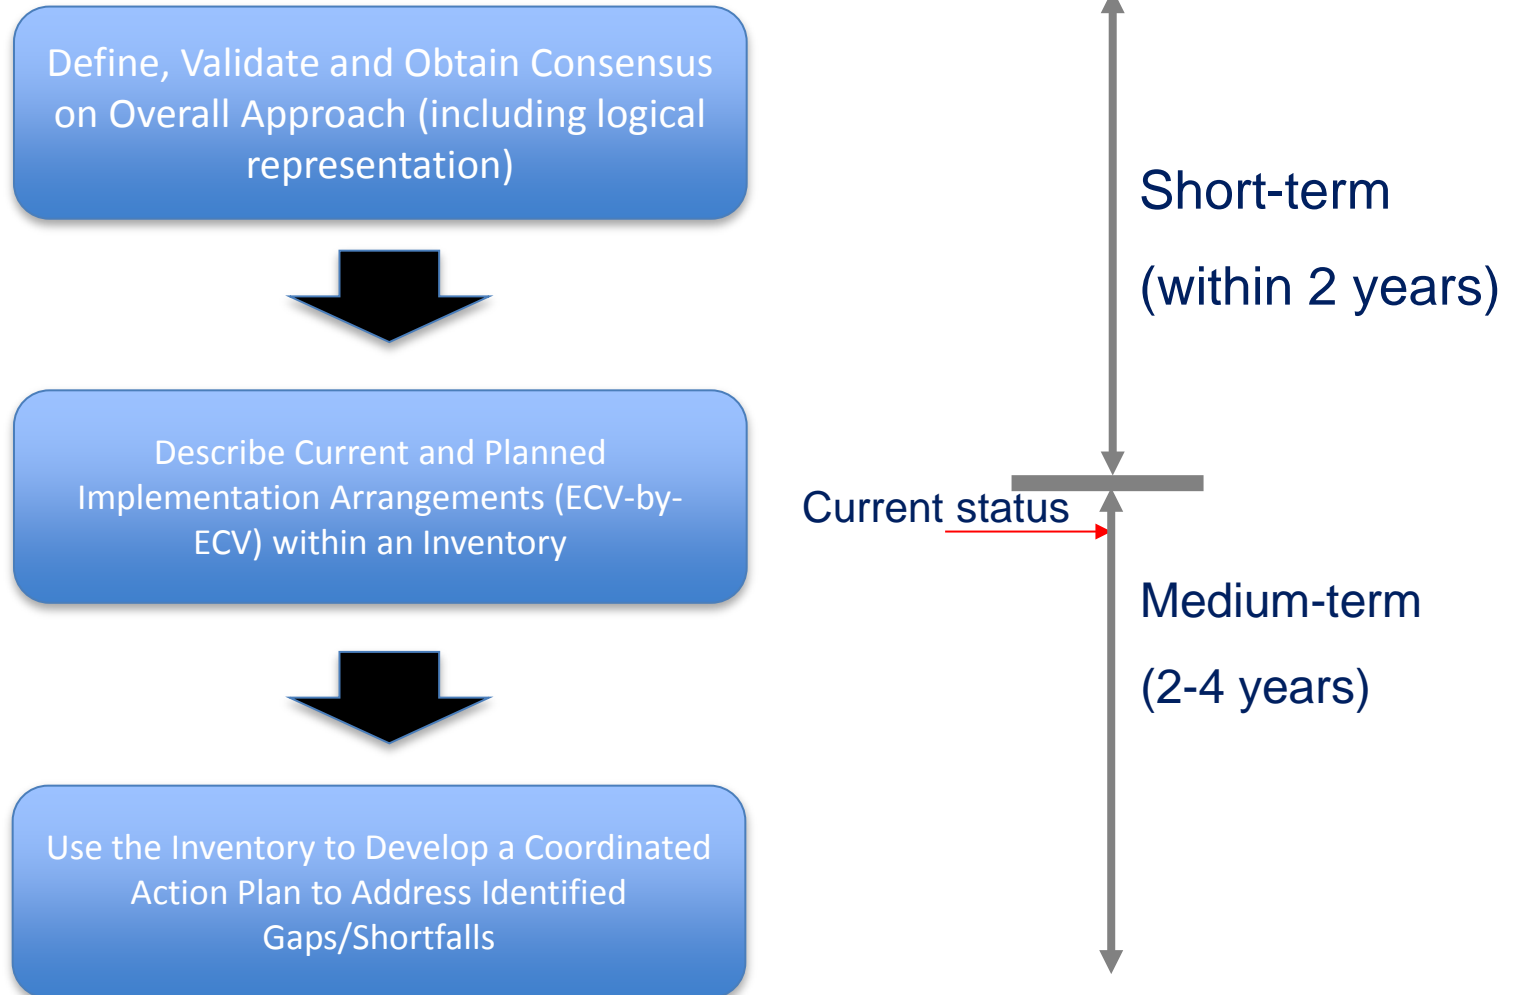 Define, Validate and Obtain Consensus
on Overall Approach (including logical
representation)
Short-term
(within 2 years)
Describe Current and Planned
Implementation Arrangements (ECV-by-
ECV) within an Inventory
Current status
Medium-term
(2-4 years)
Use the Inventory to Develop a Coordinated
Action Plan to Address Identified
Gaps/Shortfalls